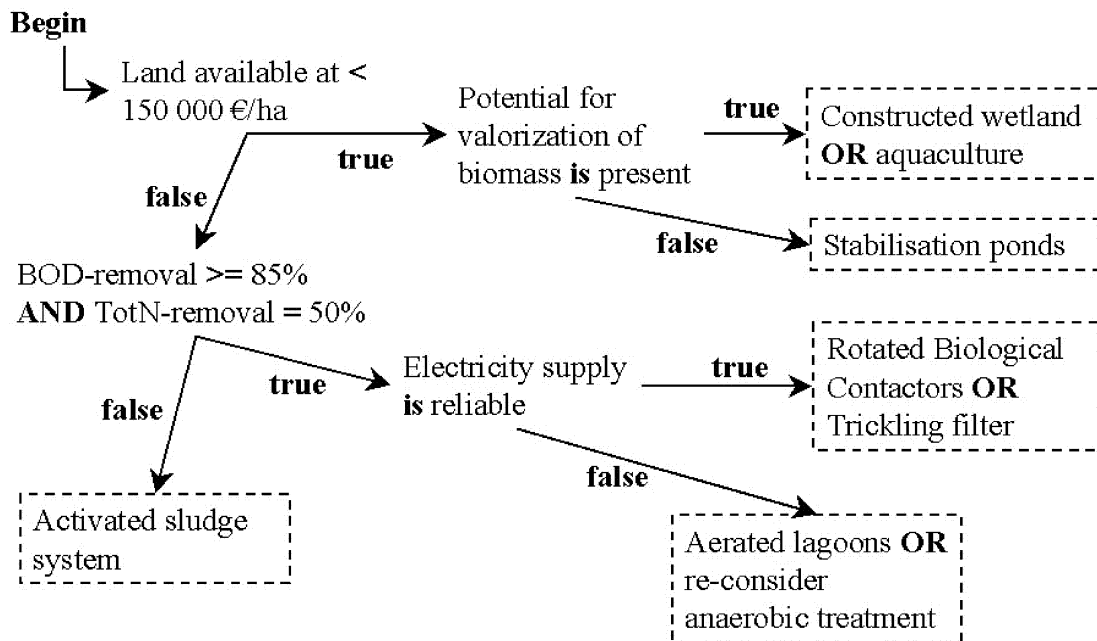 Begin
Land available at <
150 000 €/ha
true
false
Potential for
valorization of
biomass is present
true
Constructed wetland
OR aquaculture
false
Stabilisation ponds
BOD-removal >= 85%
AND TotN-removal = 50%
false
true
Electricity supply
is reliable
true
Rotated Biological
Contactors OR
Trickling filter
false
Activated sludge
system
Aerated lagoons OR
re-consider
anaerobic treatment